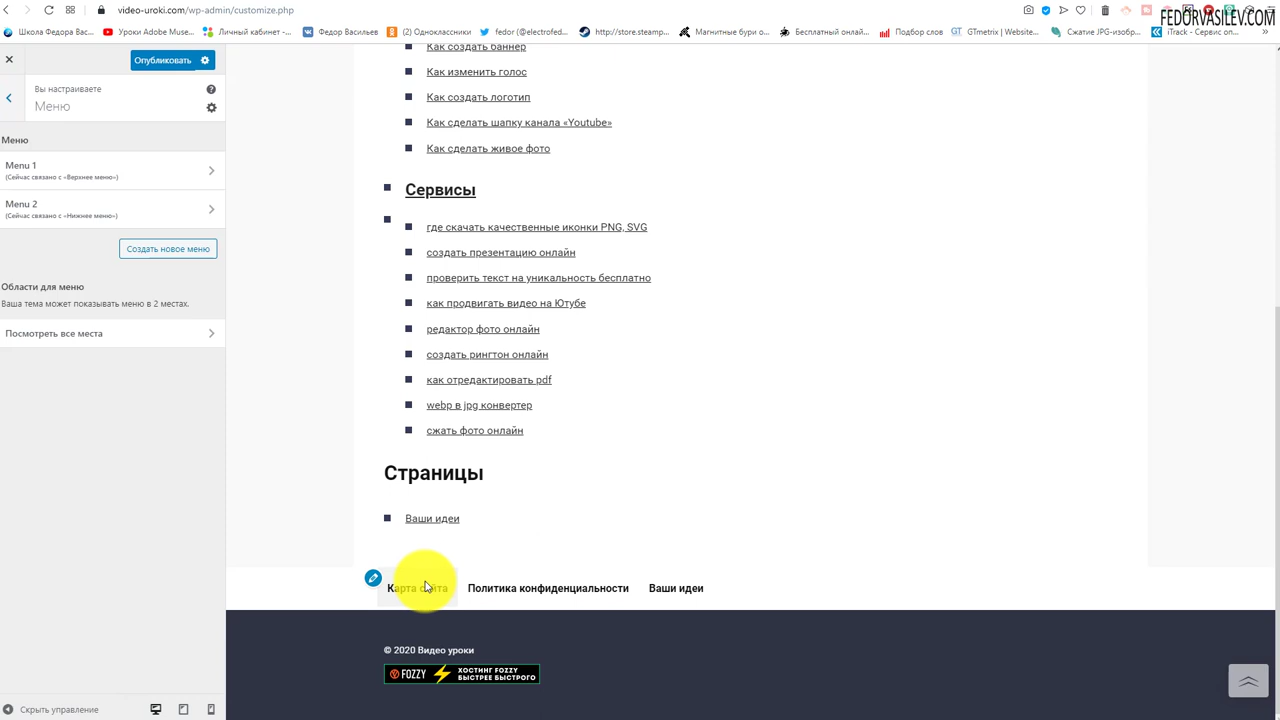 video-uroki.com/wp-admin/customize.php
FEDORVASILEV.COM
Школа Федора Вас... Уроки Adobe Muse... Личный кабинет -... Федор Васильев (2) Одноклассники fedor (@electrofed... http://store.steamp... Магнитные бури о... Бесплатный онлай... Подбор слов GTmetrix | Website... Сжатие JPG-изобр... iTrack - Сервис оп...
Опубликовать
Вы настраиваете
Меню
Меню
Menu 1
(Сейчас связано с «Верхнее меню»)
Menu 2
(Сейчас связано с «Нижнее меню»)
Создать новое меню
Области для меню
Ваша тема может показывать меню в 2 местах.
Посмотреть все места
Скрыть управление
Как создать баннер
Как изменить голос
Как создать логотип
Как сделать шапку канала «Youtube»
Как сделать живое фото
Сервисы
где скачать качественные иконки PNG, SVG
создать презентацию онлайн
проверить текст на уникальность бесплатно
как продвигать видео на Ютубе
редактор фото онлайн
создать рингтон онлайн
как отредактировать pdf
webp в jpg конвертер
сжать фото онлайн
Страницы
Ваши идеи
Карта сайта Политика конфиденциальности Ваши идеи
© 2020 Видео уроки
FOZZY ХОСТИНГ FOZZY
БЫСТРЕЕ БЫСТРОГО